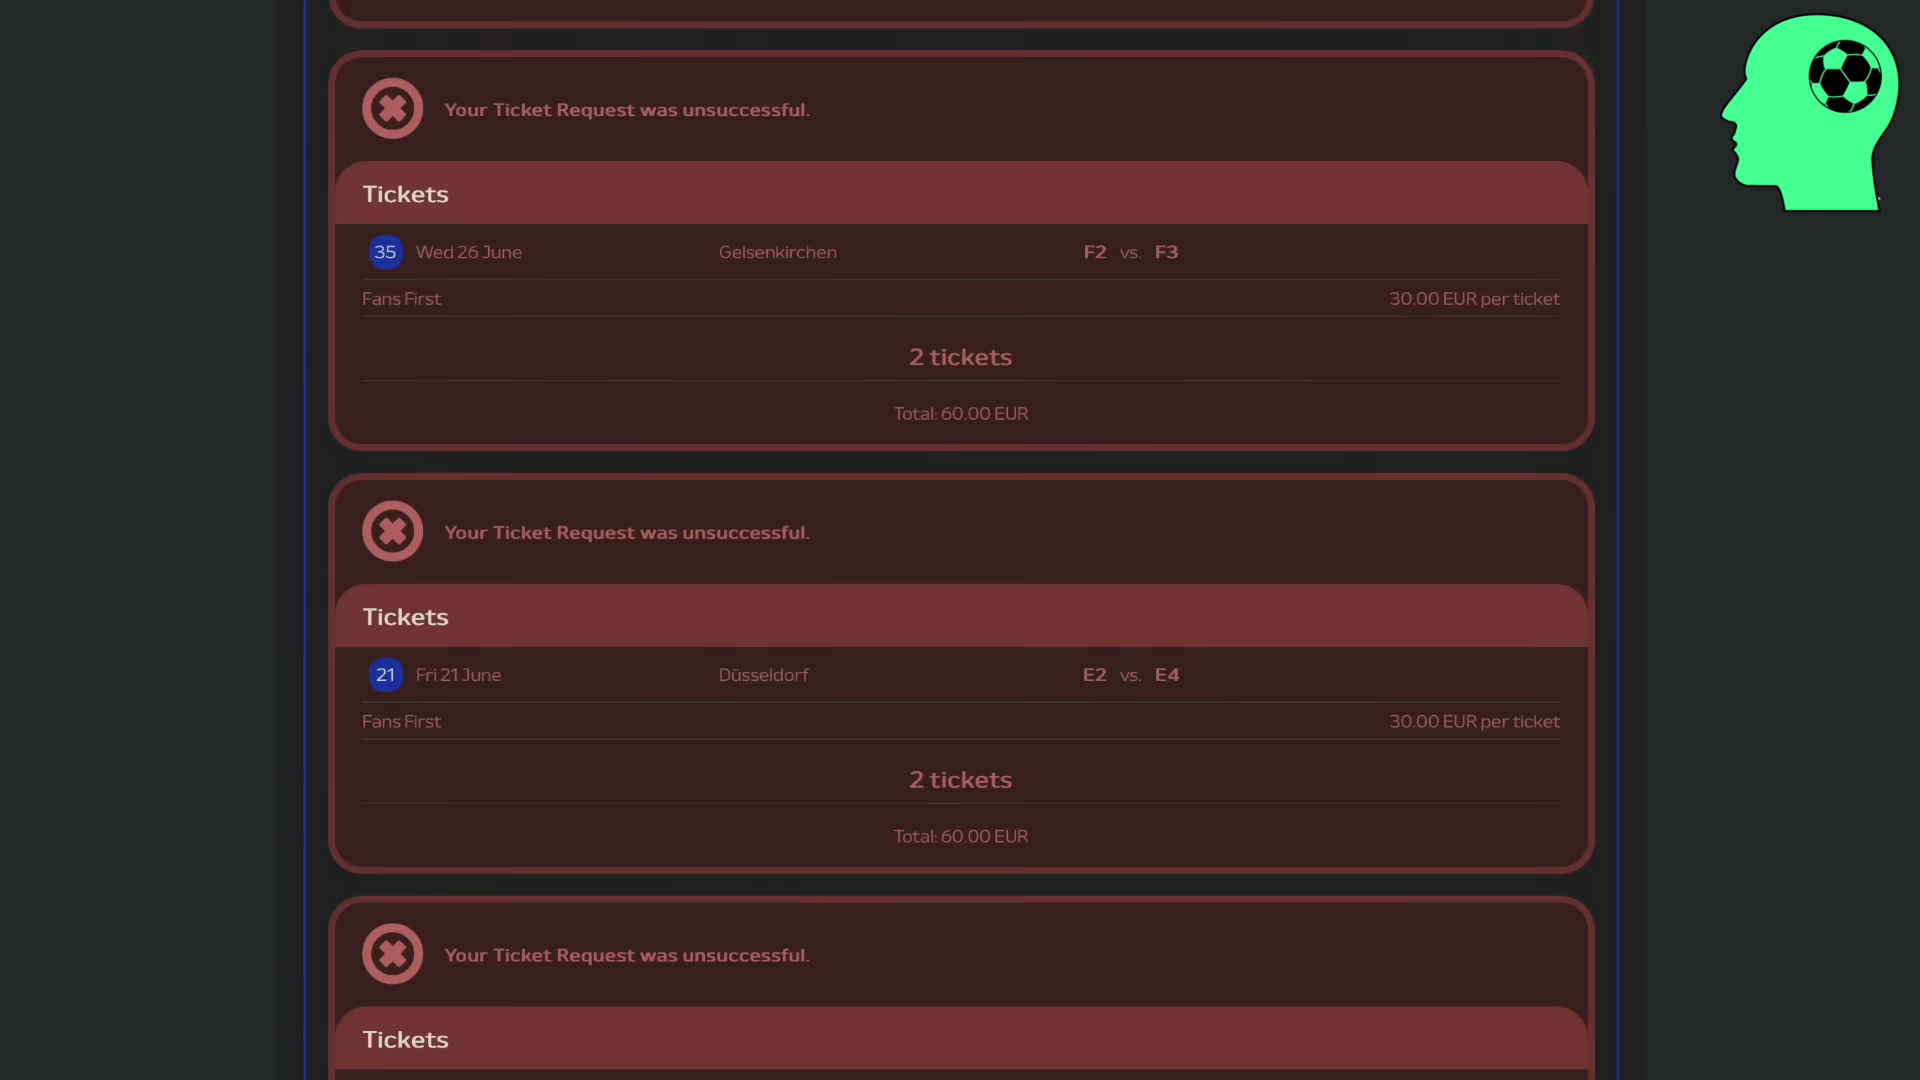 Your Ticket Request was unsuccessful.
Tickets
35 Wed 26 June Gelsenkirchen F2 vs. F3
Fans First 30.00 EUR per ticket
2 tickets
Total: 60.00 EUR
Your Ticket Request was unsuccessful.
Tickets
21 Fri 21 June Düsseldorf E2 vs. E4
Fans First 30.00 EUR per ticket
2 tickets
Total: 60.00 EUR
Your Ticket Request was unsuccessful.
Tickets